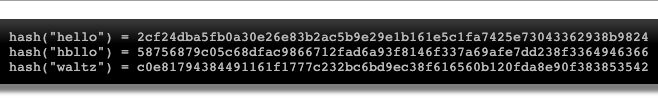 hash("hello") = 2cf24dba5fb0a30e26e83b2ac5b9e29e1b161e5c1fa7425e73043362938b9824
hash("hbllo") = 58756879c05c68dfac9866712fad6a93f8146f337a69afe7dd238f3364946366
hash("waltz") = c0e81794384491161f1777c232bc6bd9ec38f616560b120fda8e90f383853542